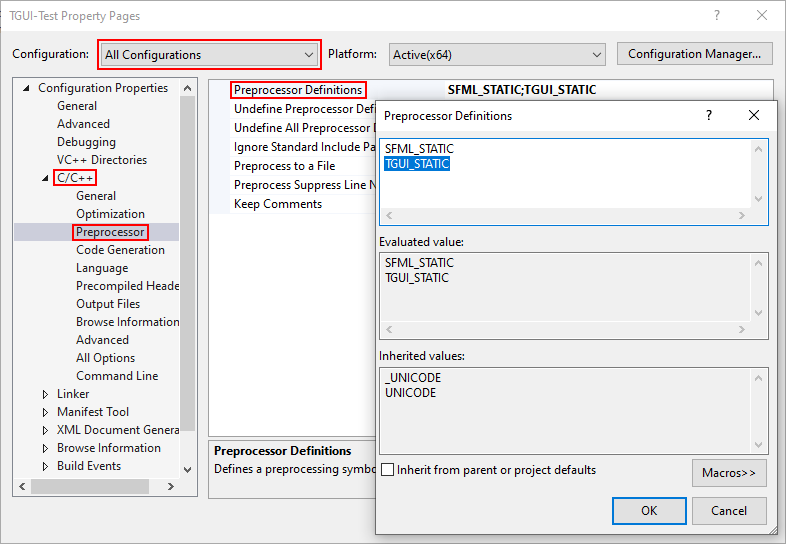 TGUI-Test Property Pages
Configuration:
All Configurations
Platform:
Active(x64)
Configuration Manager...
Configuration Properties
General
Advanced
Debugging
VC++ Directories
C/C++
General
Optimization
Preprocessor
Code Generation
Language
Precompiled Heade
Output Files
Browse Information
Advanced
All Options
Command Line
Linker
Manifest Tool
XML Document Genera
Browse Information
Build Events
Preprocessor Definitions
SFML_STATIC;TGUI_STATIC
Undefine Preprocessor Def
Undefine All Preprocessor D
Ignore Standard Include Pa
Preprocess to a File
Preprocess Suppress Line N
Keep Comments
Preprocessor Definitions
Defines a preprocessing symbo
Preprocessor Definitions
SFML_STATIC
TGUI_STATIC
Evaluated value:
SFML_STATIC
TGUI_STATIC
Inherited values:
_UNICODE
UNICODE
Inherit from parent or project defaults
Macros>>
OK
Cancel